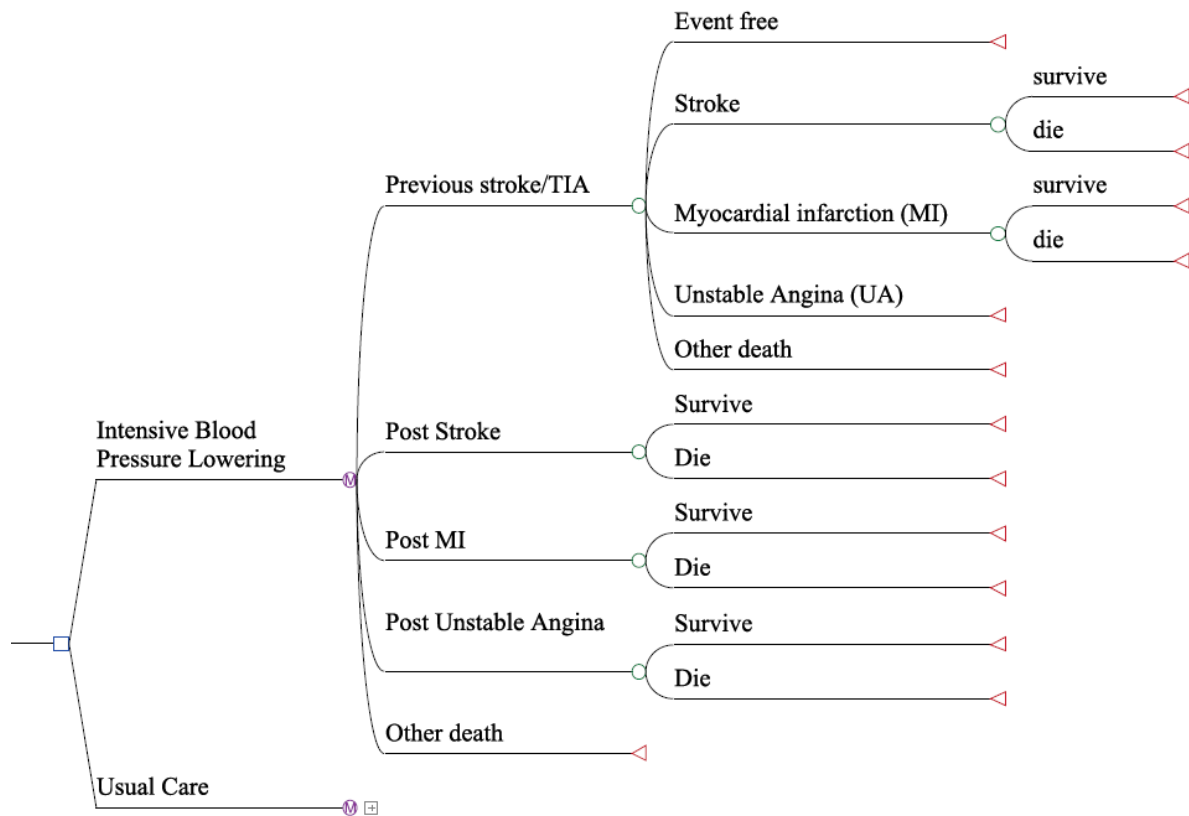 Event free
survive
Stroke
die
Previous stroke/TIA
survive
Myocardial infarction (MI)
die
Unstable Angina (UA)
Other death
Survive
Intensive Blood
Pressure Lowering
Post Stroke
Die
Survive
Post MI
Die
Post Unstable Angina
Survive
Die
Other death
Usual Care
M
M